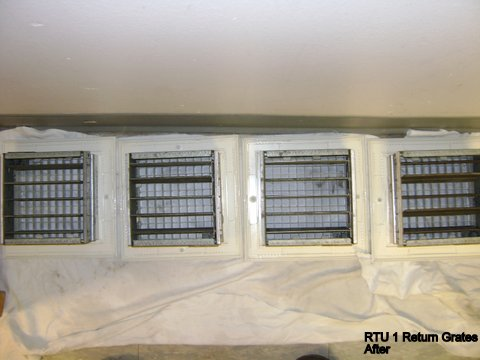 RTU 1 Return Grates
After